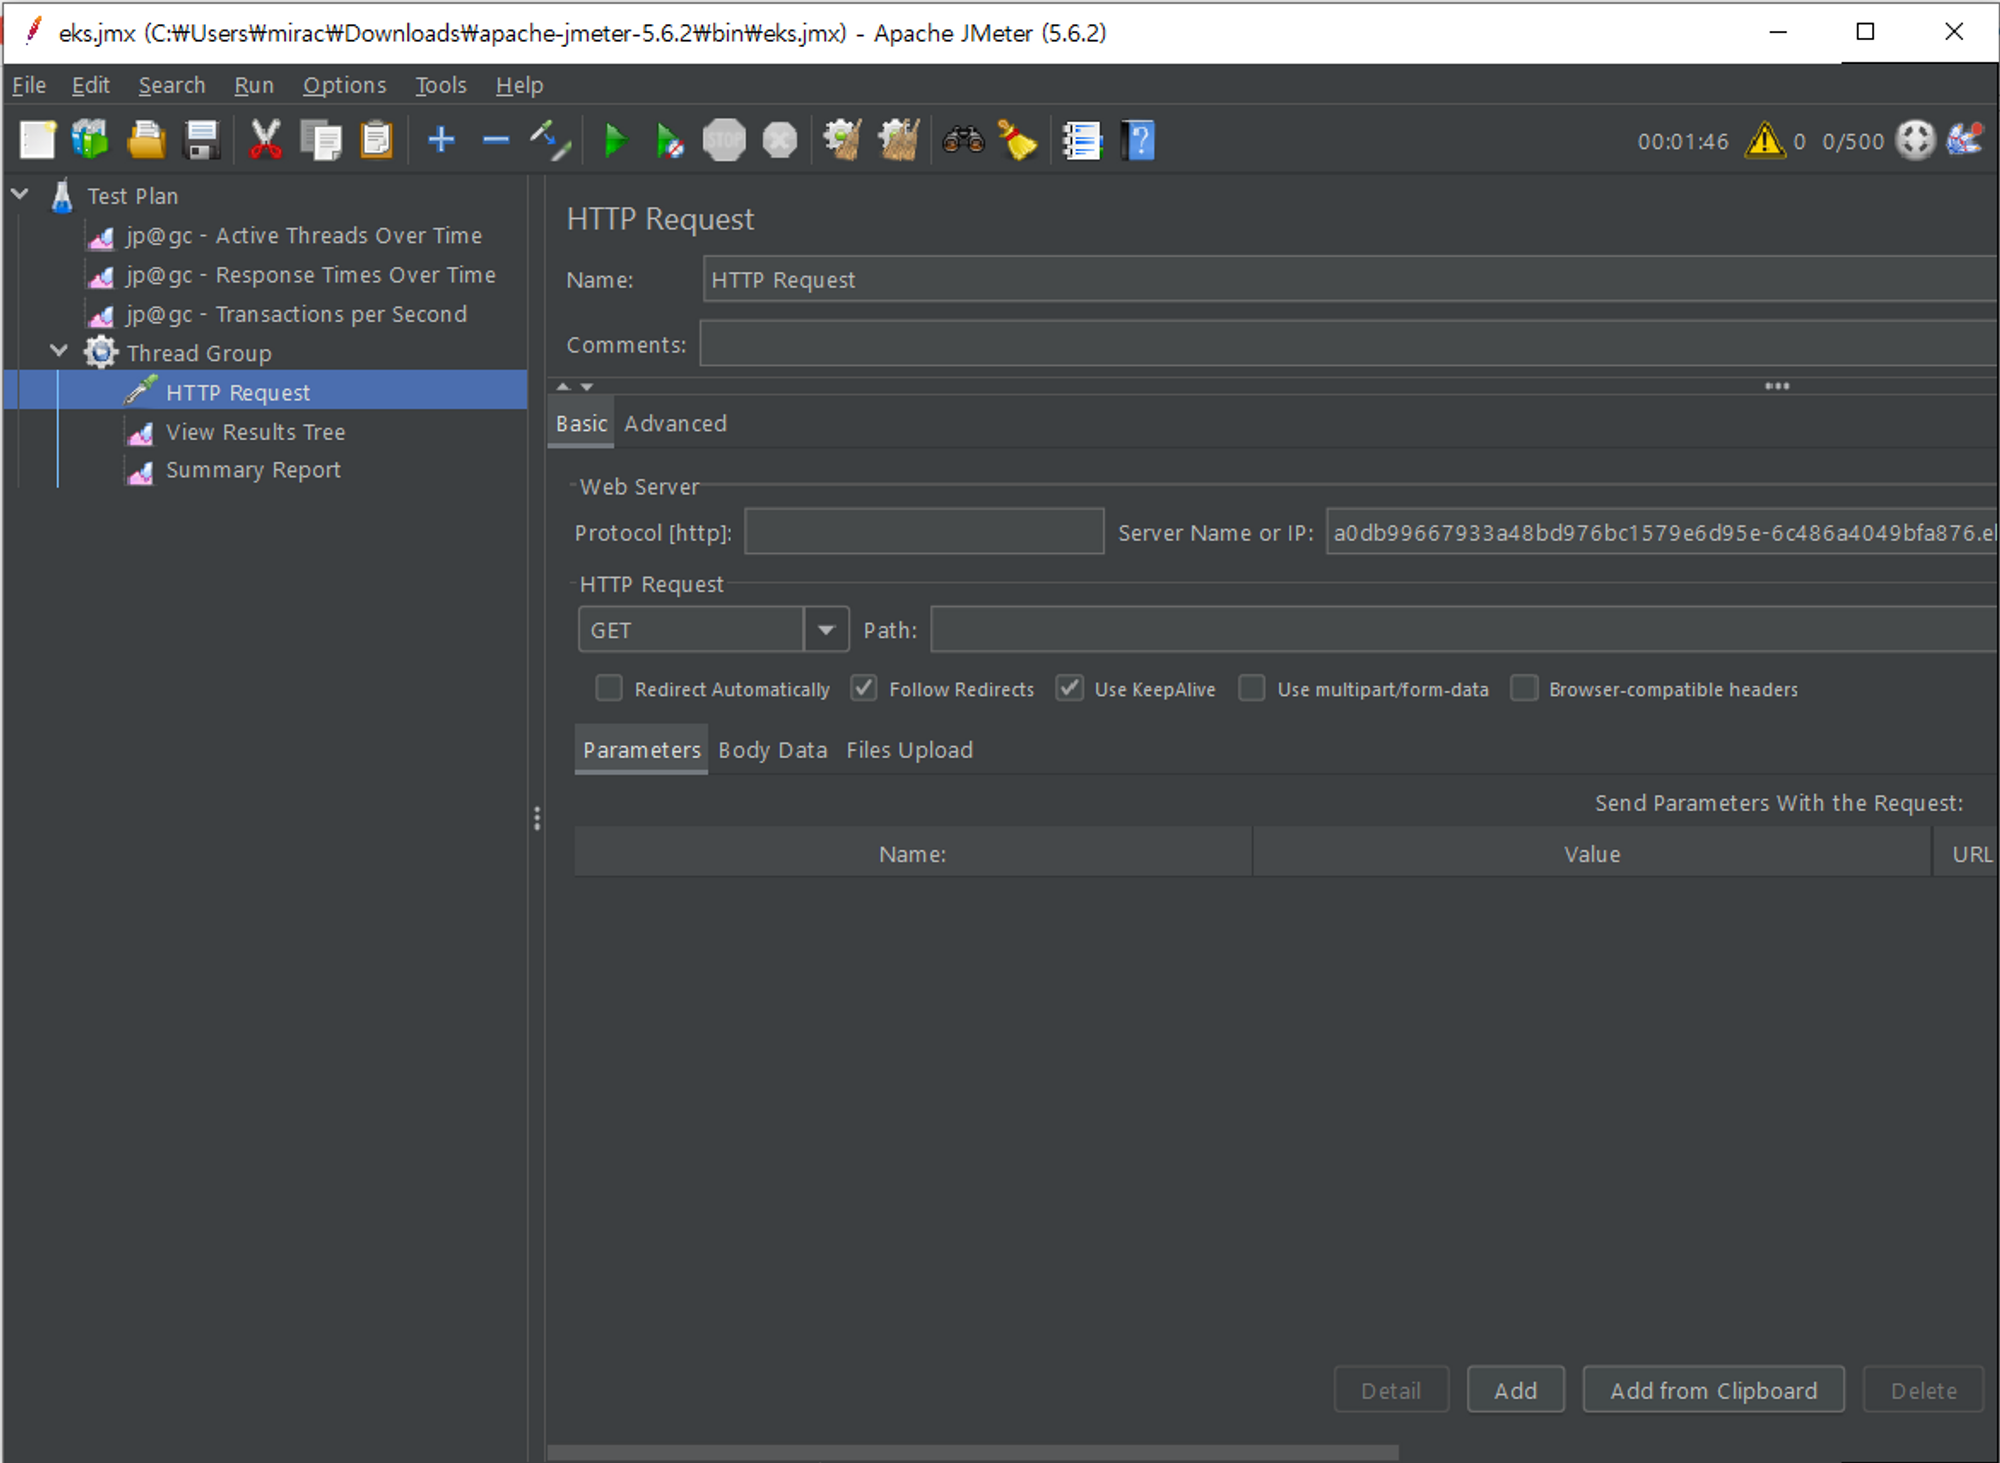 eks.jmx (C:₩Users₩mirac₩Downloads₩apache-jmeter-5.6.2₩bin₩eks.jmx) - Apache JMeter (5.6.2)
File Edit Search Run Options Tools Help
STOP
?
00:01:46 0 0/500
Test Plan
jp@gc - Active Threads Over Time
jp@gc - Response Times Over Time
jp@gc - Transactions per Second
Thread Group
HTTP Request
View Results Tree
Summary Report
HTTP Request
Name: HTTP Request
Comments:
Basic Advanced
Web Server
Protocol [http]: Server Name or IP: a0db99667933a48bd976bc1579e6d95e-6c486a4049bfa876.el
HTTP Request
GET Path:
Redirect Automatically Follow Redirects Use KeepAlive Use multipart/form-data Browser-compatible headers
Parameters Body Data Files Upload
Send Parameters With the Request:
Name: Value URL
Detail Add Add from Clipboard Delete